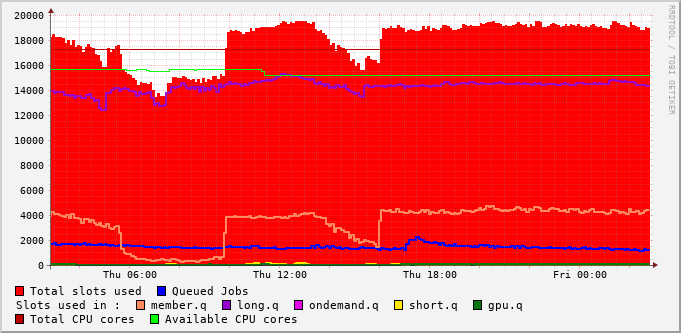 20000
18000
16000
14000
12000
10000
8000
6000
4000
2000
0
Thu 06:00 Thu 12:00 Thu 18:00 Fri 00:00
Total slots used Queued Jobs
Slots used in : member.q long.q ondemand.q short.q gpu.q
Total CPU cores Available CPU cores
RRDTOOL / TOBI OETIKER